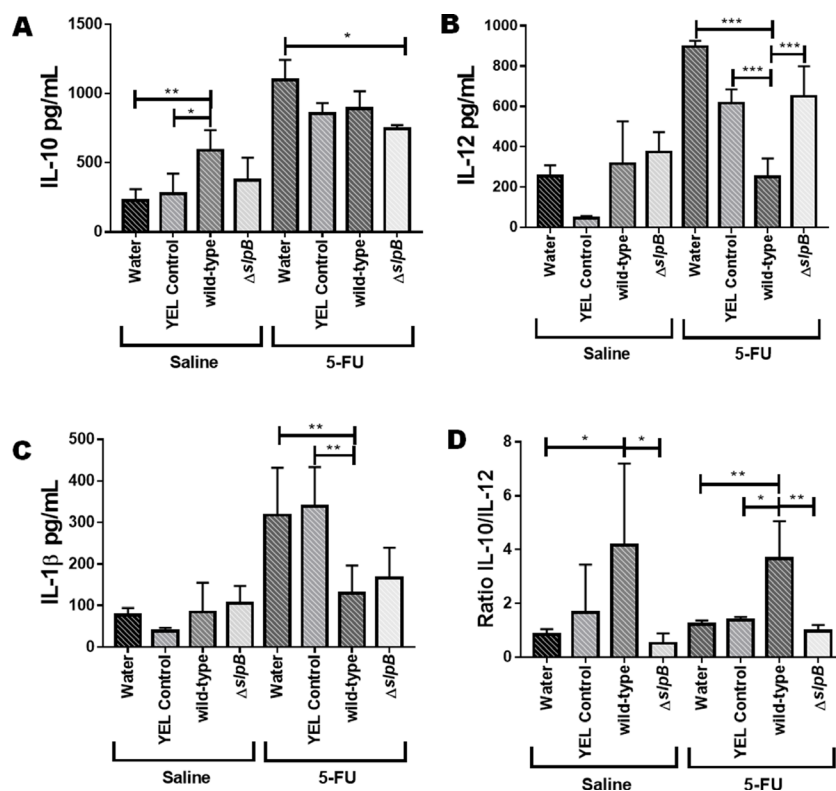 A
IL-10 pg/mL
1500
1000
500
0
**
*
*
Water
YEL Control
wild-type
ΔslpB
Water
YEL Control
wild-type
ΔslpB
Saline
5-FU
B
IL-12 pg/mL
1000
800
600
400
200
0
***
***
***
Water
YEL Control
wild-type
ΔslpB
Water
YEL Control
wild-type
ΔslpB
Saline
5-FU
C
IL-1β pg/mL
500
400
300
200
100
0
**
**
Water
YEL Control
wild-type
ΔslpB
Water
YEL Control
wild-type
ΔslpB
Saline
5-FU
D
Ratio IL-10/IL-12
8
6
4
2
0
*
*
**
*
**
Water
YEL Control
wild-type
ΔslpB
Water
YEL Control
wild-type
ΔslpB
Saline
5-FU